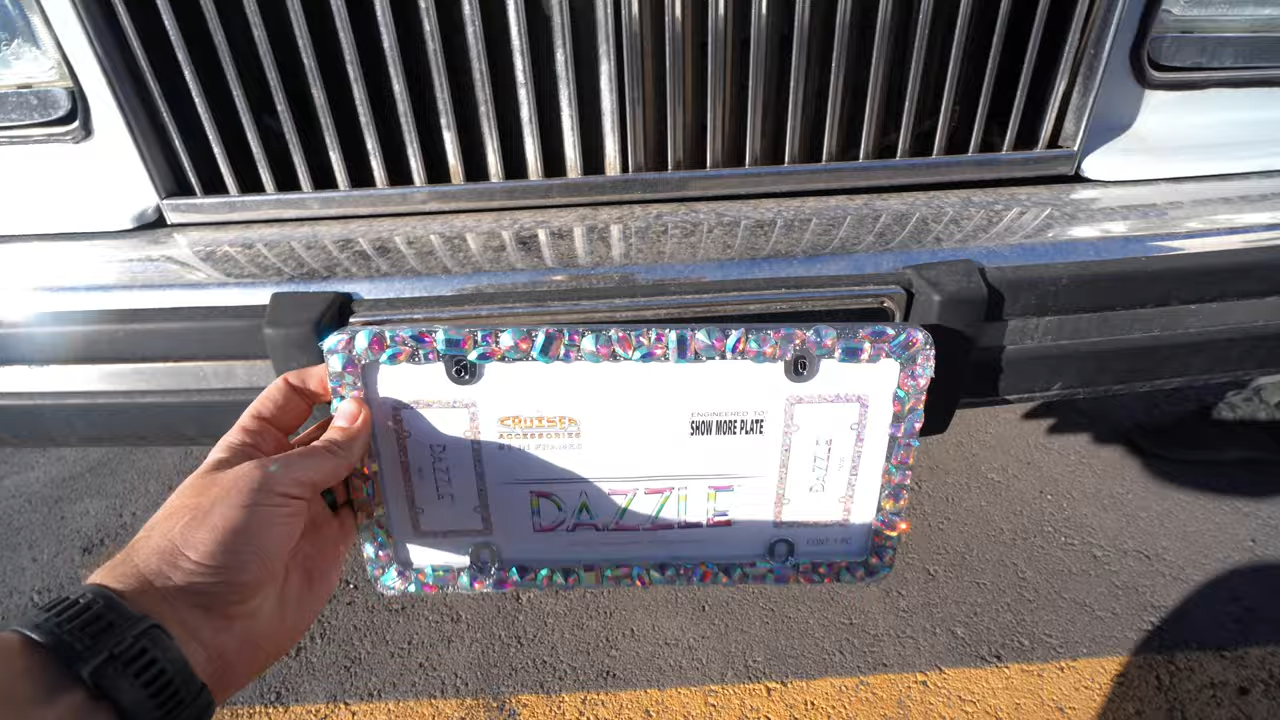 CRUISER
ACCESSORIES
ENGINEERED TO
SHOW MORE PLATE
DAZZLE
DAZZLE
DAZZLE